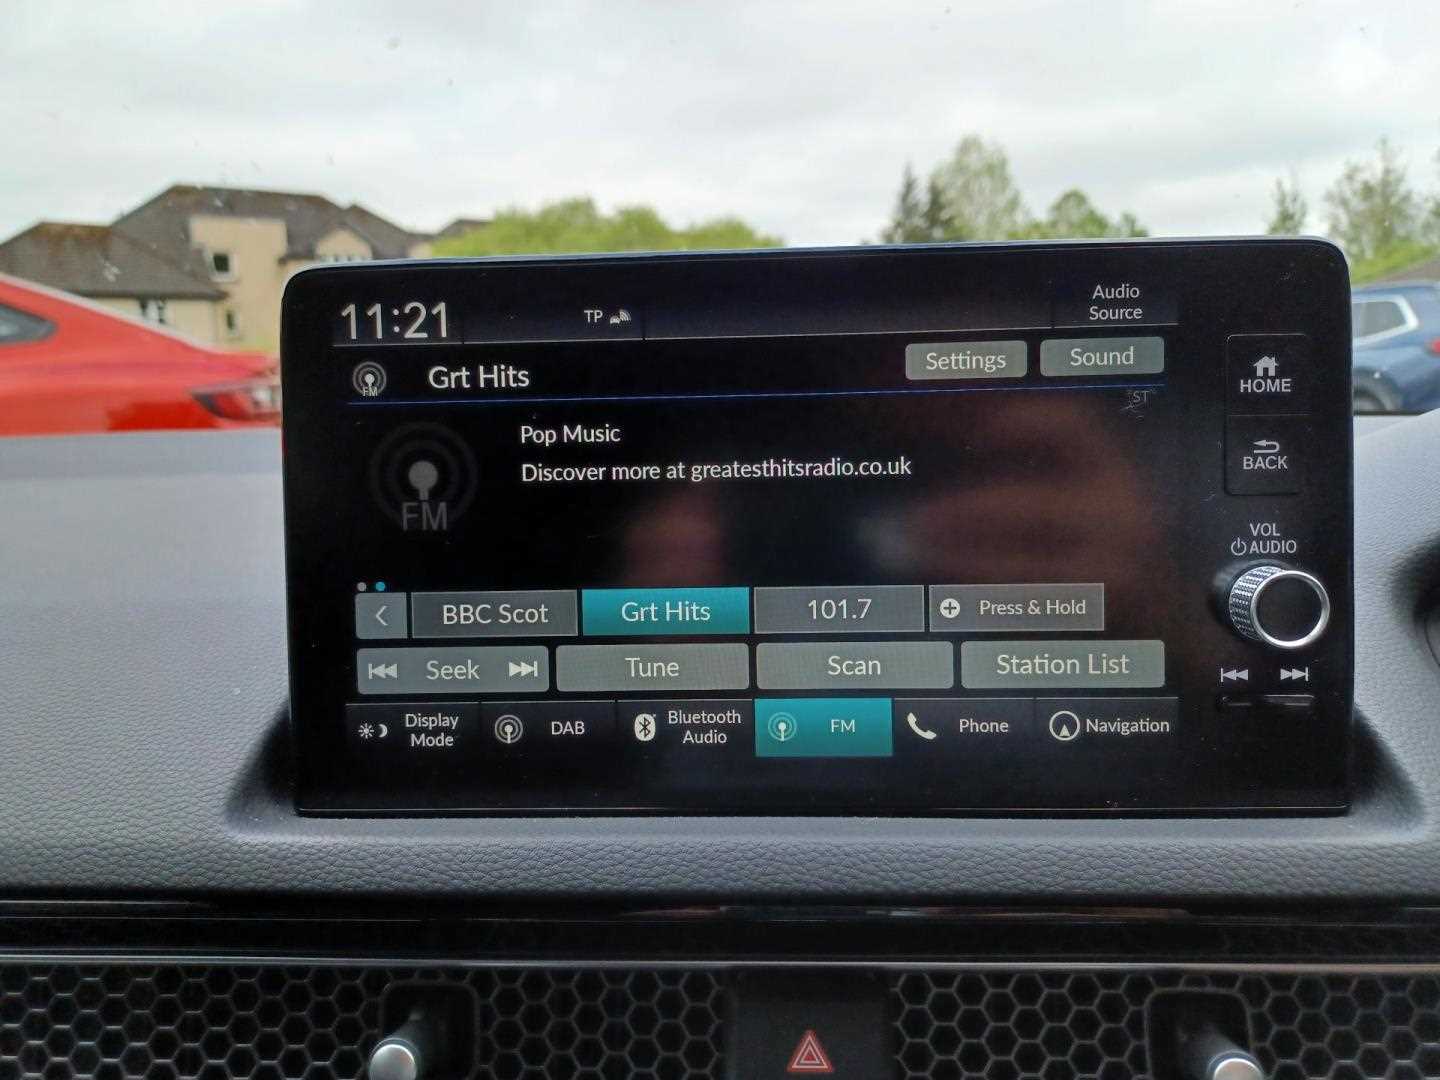 11:21
TP
Audio
Source
FM
Grt Hits
Settings
Sound
ST
Pop Music
Discover more at greatesthitsradio.co.uk
FM
BBC Scot
Grt Hits
101.7
Press & Hold
Seek
Tune
Scan
Station List
Display
Mode
DAB
Bluetooth
Audio
FM
Phone
Navigation
HOME
BACK
VOL
AUDIO